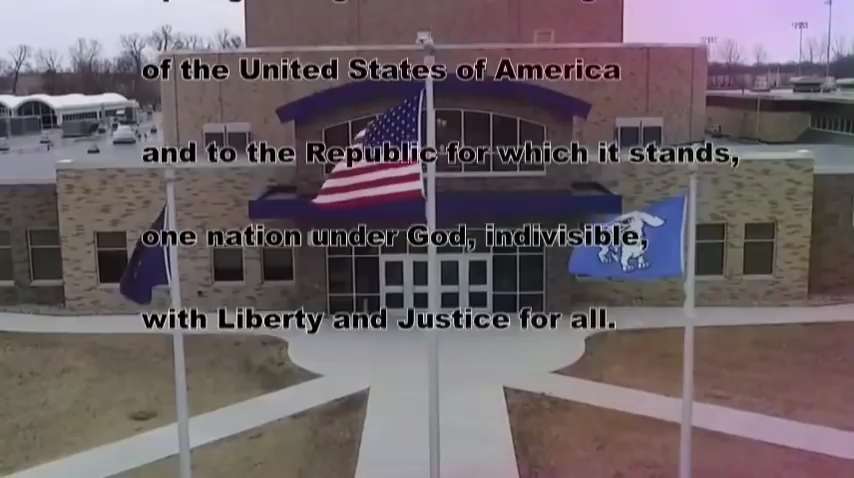 of the United States of America
and to the Republic for which it stands,
one nation under God, indivisible,
with Liberty and Justice for all.